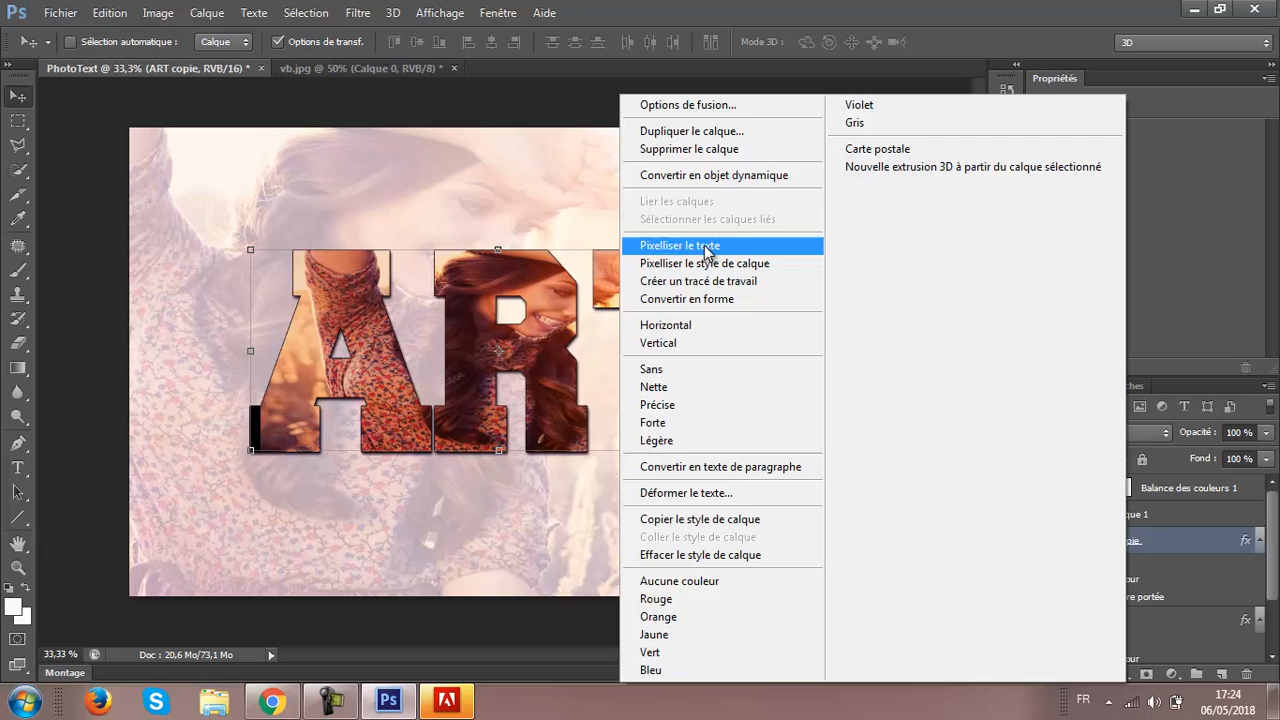 Ps Fichier Edition Image Calque Texte Sélection Filtre 3D Affichage Fenêtre Aide
Sélection automatique : Calque Options de transf. Mode 3D : 3D
PhotoText @ 33,3% (ART copie, RVB/16) * × vb.jpg @ 50% (Calque 0, RVB/8) * × Propriétés
Options de fusion...
Dupliquer le calque...
Supprimer le calque
Convertir en objet dynamique
Lier les calques
Sélectionner les calques liés
Pixelliser le texte
Pixelliser le style de calque
Créer un tracé de travail
Convertir en forme
Horizontal
Vertical
Sans
Nette
Précise
Forte
Légère
Convertir en texte de paragraphe
Déformer le texte...
Copier le style de calque
Coller le style de calque
Effacer le style de calque
Aucune couleur
Rouge
Orange
Jaune
Vert
Bleu
Violet
Gris
Carte postale
Nouvelle extrusion 3D à partir du calque sélectionné
AR
Opacité : 100 %
Fond : 100 %
Balance des couleurs 1
que 1
fx
re portée
fx
33,33 % Doc : 20,6 Mo/73,1 Mo
Montage
FR 17:24
06/05/2018